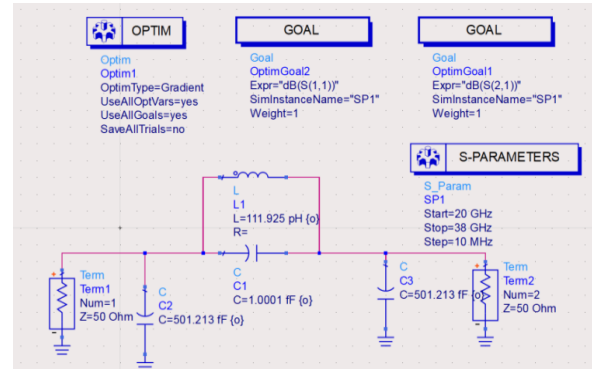 OPTIM
Optim
Optim1
OptimType=Gradient
UseAllOptVars=yes
UseAllGoals=yes
SaveAllTrials=no
GOAL
Goal
OptimGoal2
Expr="dB(S(1,1))"
SimInstanceName="SP1"
Weight=1
GOAL
Goal
OptimGoal1
Expr="dB(S(2,1))"
SimInstanceName="SP1"
Weight=1
S-PARAMETERS
S_Param
SP1
Start=20 GHz
Stop=38 GHz
Step=10 MHz
L
L1
L=111.925 pH {o}
R=
C
C1
C=1.0001 fF {o}
+
Term
Term1
Num=1
Z=50 Ohm
-
C
C2
C=501.213 fF {o}
C
C3
C=501.213 fF {o}
+
Term
Term2
Num=2
Z=50 Ohm
-